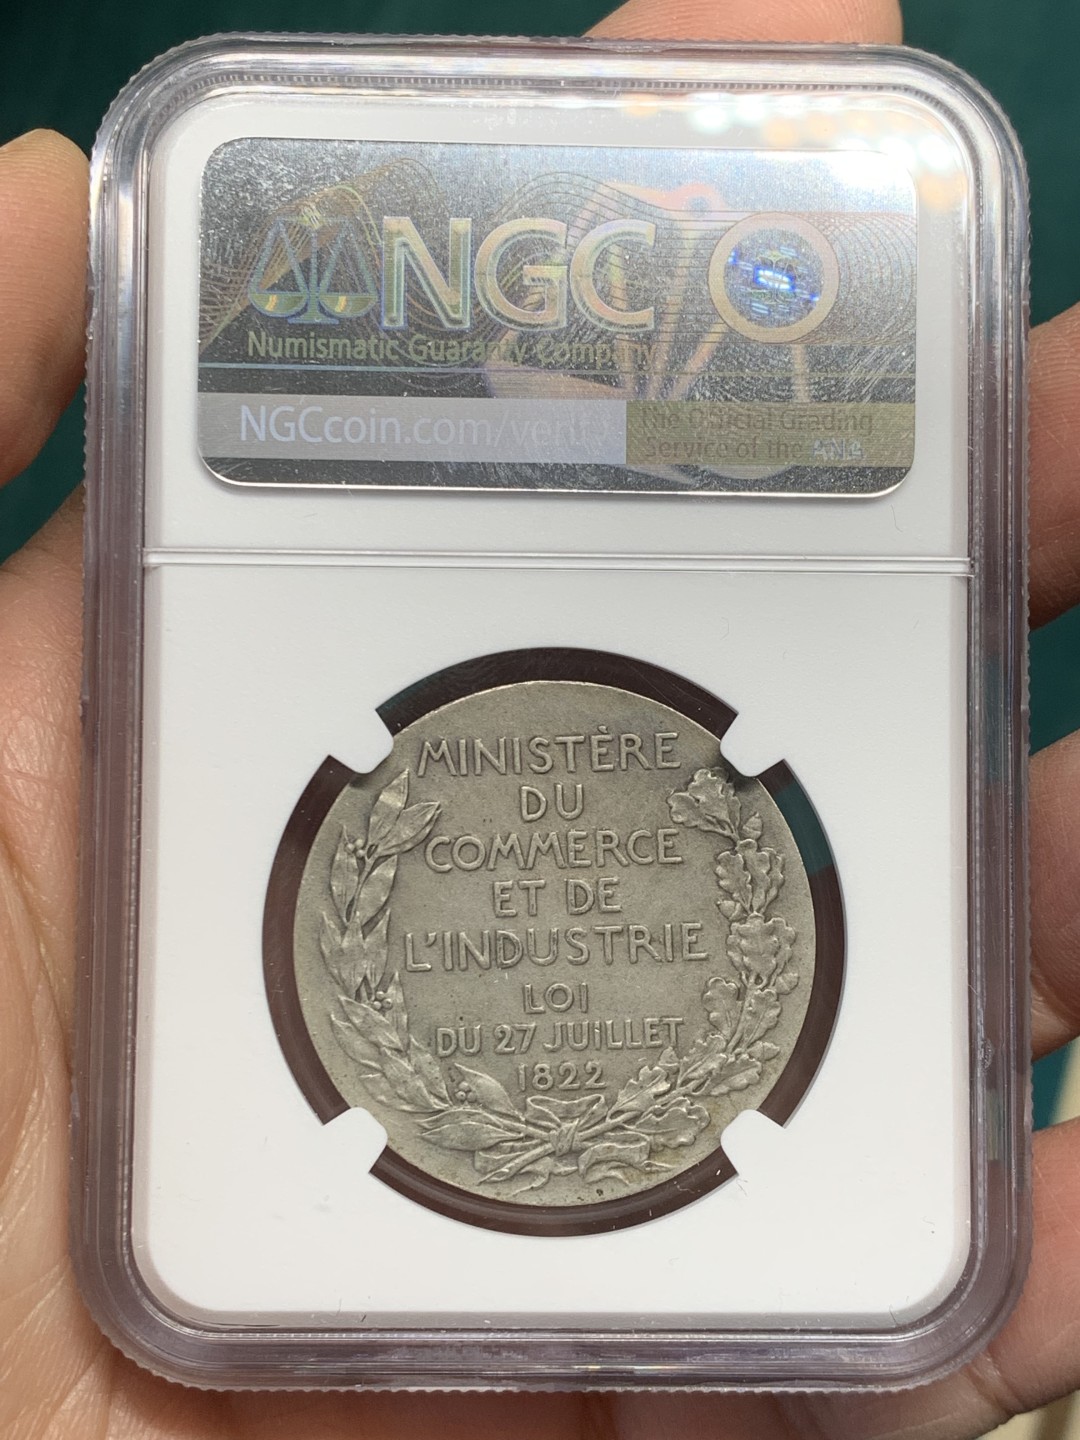 NGC
Numismatic Guaranty Company
NGCcoin.com/verify
The Official Grading
Service of the ANA
MINISTÈRE
DU
COMMERCE
ET DE
L'INDUSTRIE
LOI
DU 27 JUILLET
1822